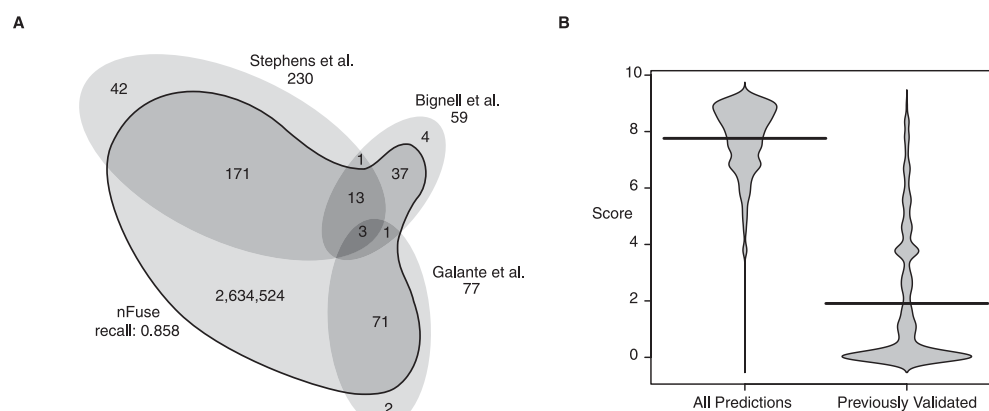 A
Stephens et al.
230
42
Bignell et al.
59
4
1
171
37
13
3
1
Galante et al.
77
2,634,524
nFuse
recall: 0.858
71
2
B
10
8
6
Score
4
2
0
All Predictions
Previously Validated